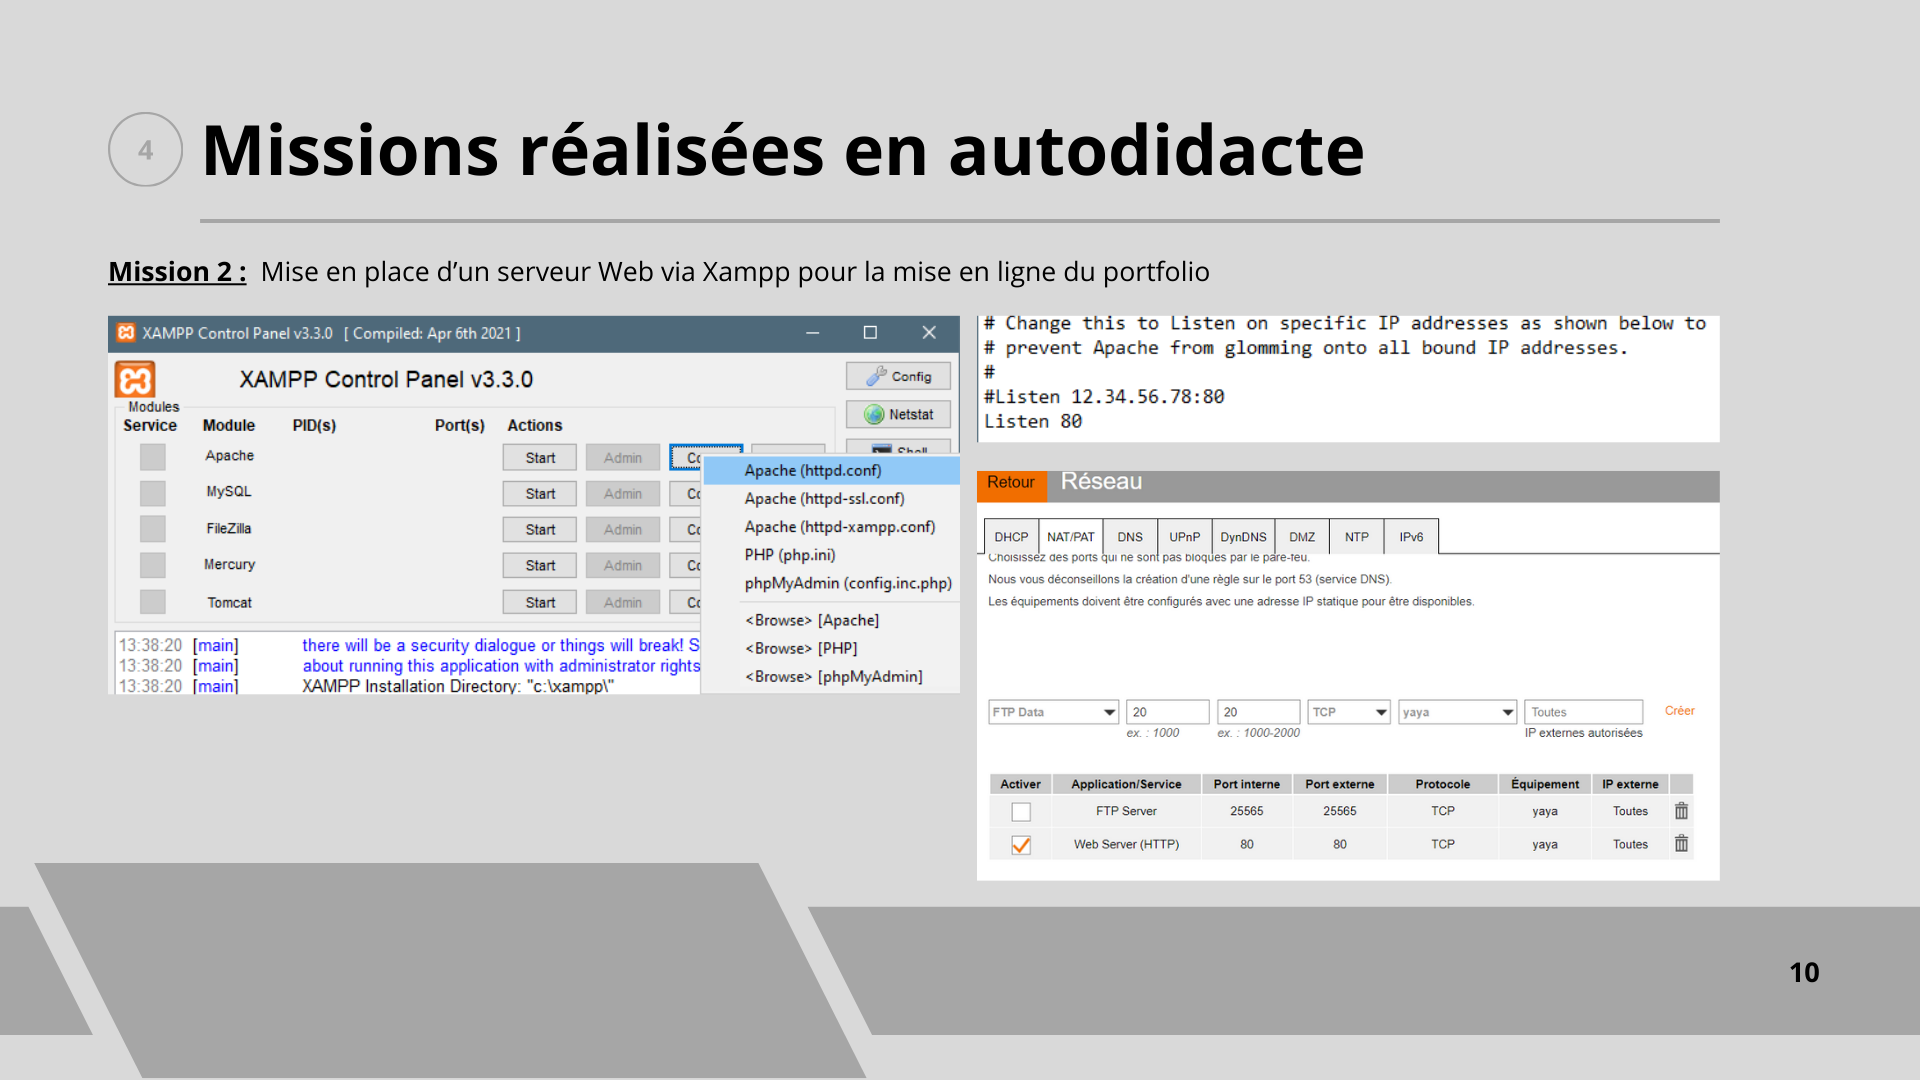 4
Missions réalisées en autodidacte
Mission 2 : Mise en place d’un serveur Web via Xampp pour la mise en ligne du portfolio
XAMPP Control Panel v3.3.0 [ Compiled: Apr 6th 2021 ]
XAMPP Control Panel v3.3.0
Config
Netstat
Shell
Modules
Service Module PID(s) Port(s) Actions
Apache Start Admin
MySQL Start Admin
FileZilla Start Admin
Mercury Start Admin
Tomcat Start Admin
Apache (httpd.conf)
Apache (httpd-ssl.conf)
Apache (httpd-xampp.conf)
PHP (php.ini)
phpMyAdmin (config.inc.php)
<Browse> [Apache]
<Browse> [PHP]
<Browse> [phpMyAdmin]
13:38:20 [main] there will be a security dialogue or things will break! S
13:38:20 [main] about running this application with administrator rights
13:38:20 [main] XAMPP Installation Directory: "c:\xampp\"
# Change this to Listen on specific IP addresses as shown below to
# prevent Apache from glomming onto all bound IP addresses.
#
#Listen 12.34.56.78:80
Listen 80
Retour Réseau
DHCP NAT/PAT DNS UPnP DynDNS DMZ NTP IPv6
Choisissez des ports qui ne sont pas bloqués par le pare-feu.
Nous vous déconseillons la création d'une règle sur le port 53 (service DNS).
Les équipements doivent être configurés avec une adresse IP statique pour être disponibles.
FTP Data 20 20 TCP yaya Toutes Créer
ex. : 1000 ex. : 1000-2000 IP externes autorisées
Activer Application/Service Port interne Port externe Protocole Équipement IP externe
FTP Server 25565 25565 TCP yaya Toutes
Web Server (HTTP) 80 80 TCP yaya Toutes
10